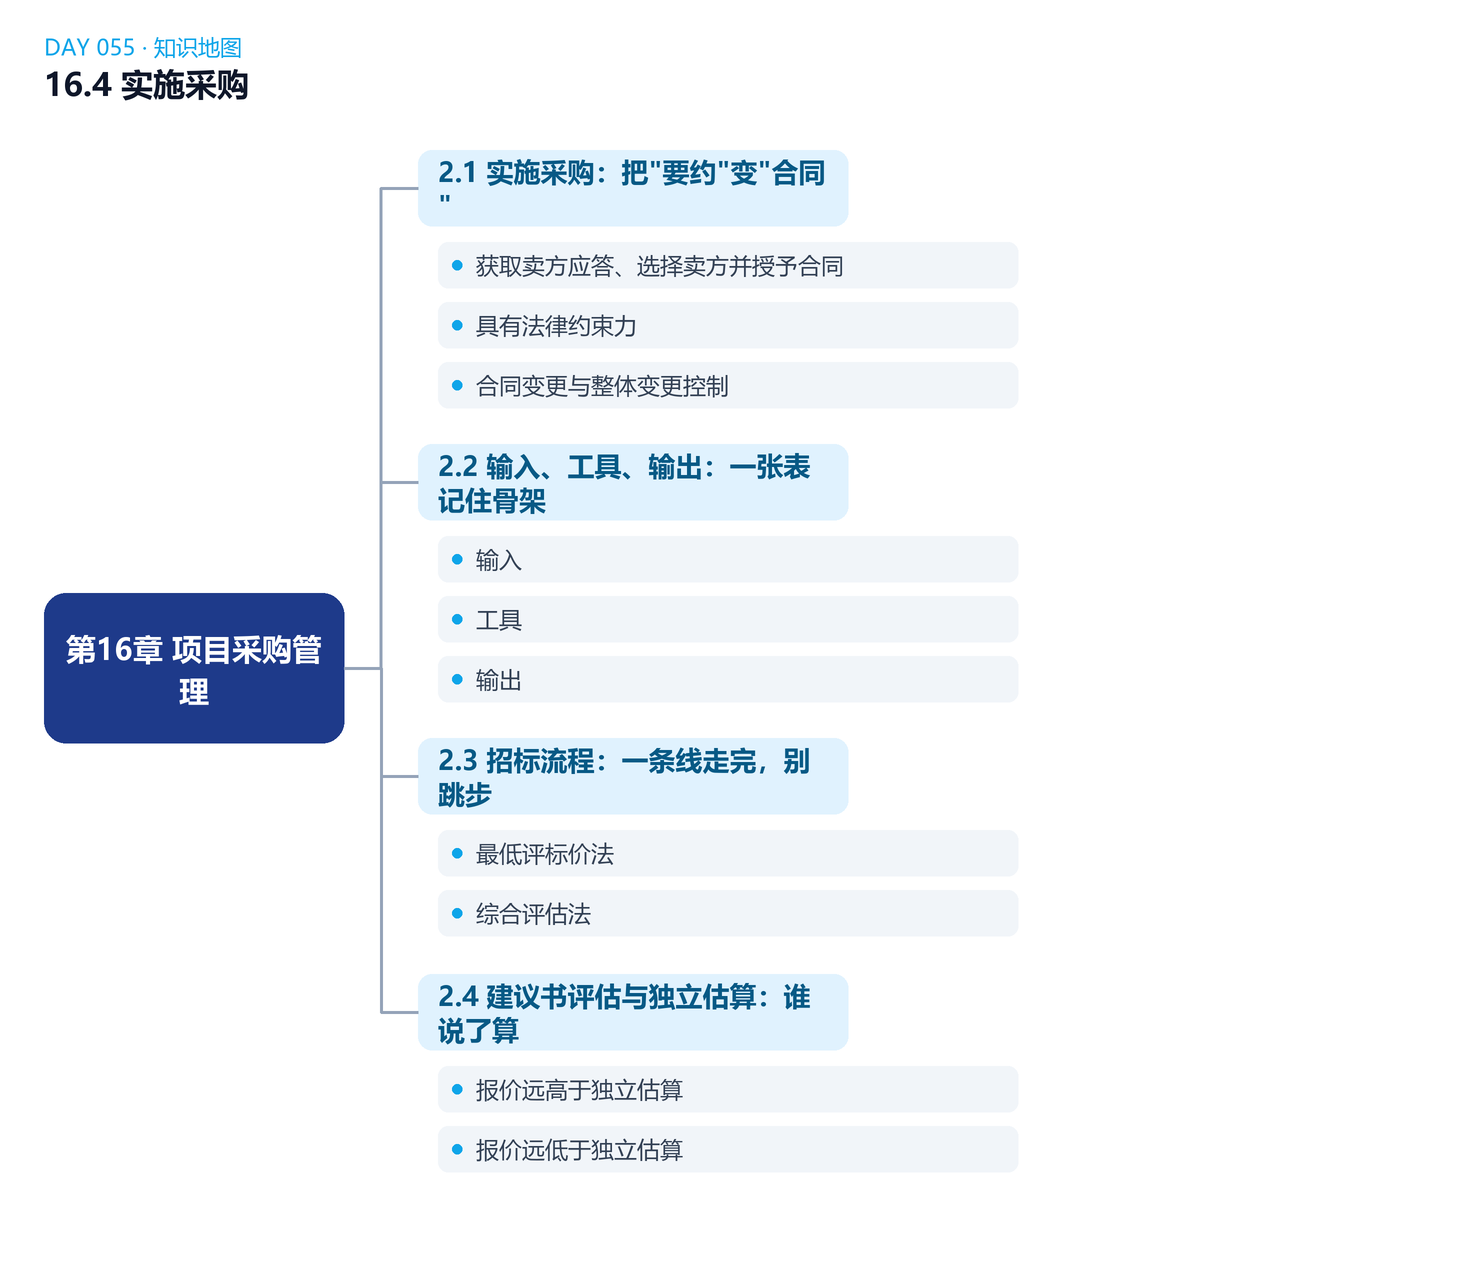 DAY 055 · 知识地图
16.4 实施采购
2.1 实施采购：把"要约"变"合同
"
获取卖方应答、选择卖方并授予合同
具有法律约束力
合同变更与整体变更控制
2.2 输入、工具、输出：一张表
记住骨架
输入
工具
输出
第16章 项目采购管
理
2.3 招标流程：一条线走完，别
跳步
最低评标价法
综合评估法
2.4 建议书评估与独立估算：谁
说了算
报价远高于独立估算
报价远低于独立估算